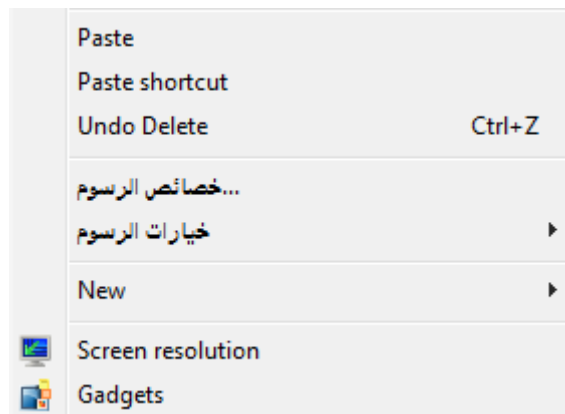 Paste
Paste shortcut
Undo Delete Ctrl+Z
خصائص الرسوم...
خيارات الرسوم
New
Screen resolution
Gadgets